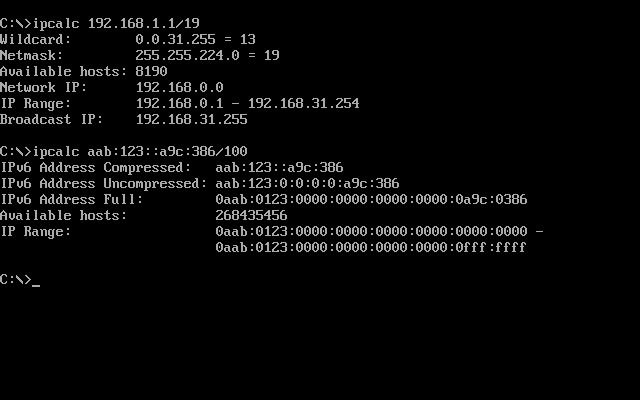 C:\>ipcalc 192.168.1.1/19
Wildcard:        0.0.31.255 = 13
Netmask:         255.255.224.0 = 19
Available hosts: 8190
Network IP:      192.168.0.0
IP Range:        192.168.0.1 - 192.168.31.254
Broadcast IP:    192.168.31.255
C:\>ipcalc aab:123::a9c:386/100
IPv6 Address Compressed:   aab:123::a9c:386
IPv6 Address Uncompressed: aab:123:0:0:0:0:a9c:386
IPv6 Address Full:         0aab:0123:0000:0000:0000:0000:0a9c:0386
Available hosts:           268435456
IP Range:                  0aab:0123:0000:0000:0000:0000:0000:0000 -
                           0aab:0123:0000:0000:0000:0000:0fff:ffff
C:\>_